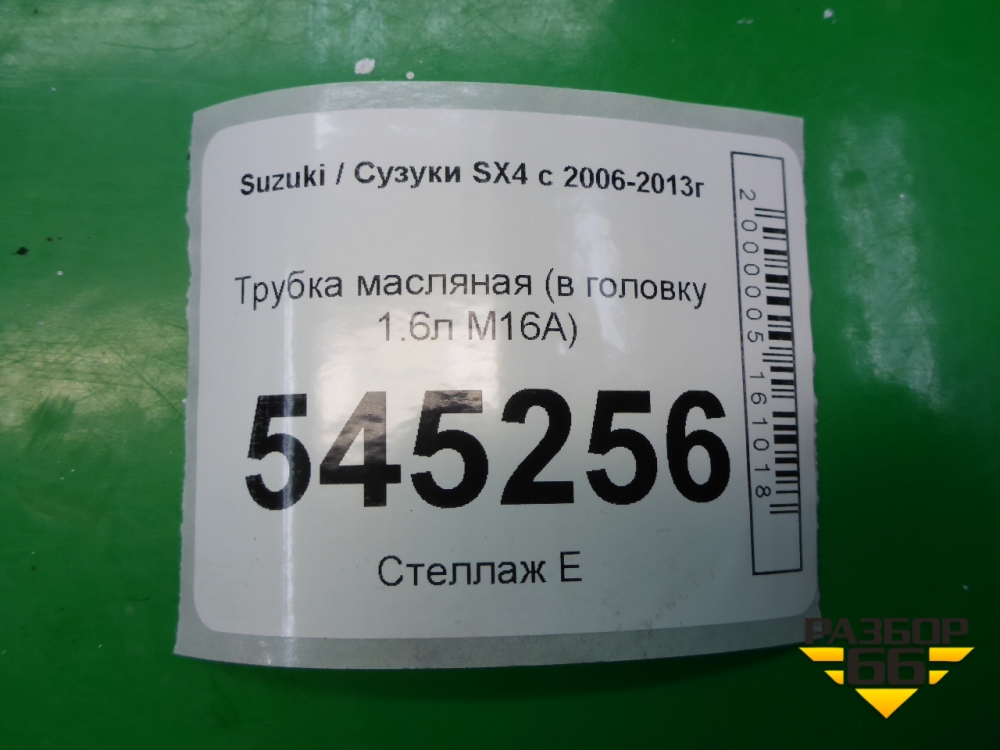 Suzuki / Сузуки SX4 с 2006-2013г
Трубка масляная (в головку
1.6л M16A)
545256
Стеллаж Е
2000005161018
РАЗБОР
66